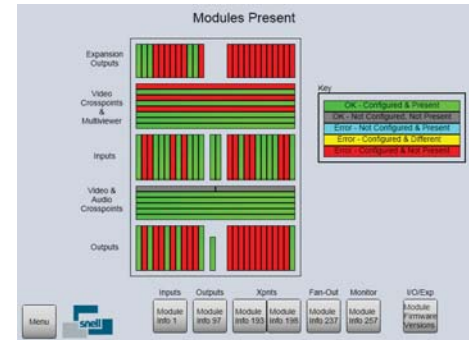 Modules Present
Expansion
Outputs
Video
Crosspoints
&
Multiviewer
Inputs
Video &
Audio
Crosspoints
Outputs
Key
OK - Configured & Present
OK - Not Configured, Not Present
Error - Not Configured & Present
Error - Configured & Different
Error - Configured & Not Present
Inputs Outputs Xpnts Fan-Out Monitor I/O/Exp
Menu
snell
Module
Info 1
Module
Info 97
Module
Info 193
Module
Info 198
Module
Info 237
Module
Info 257
Module
Firmware
Versions